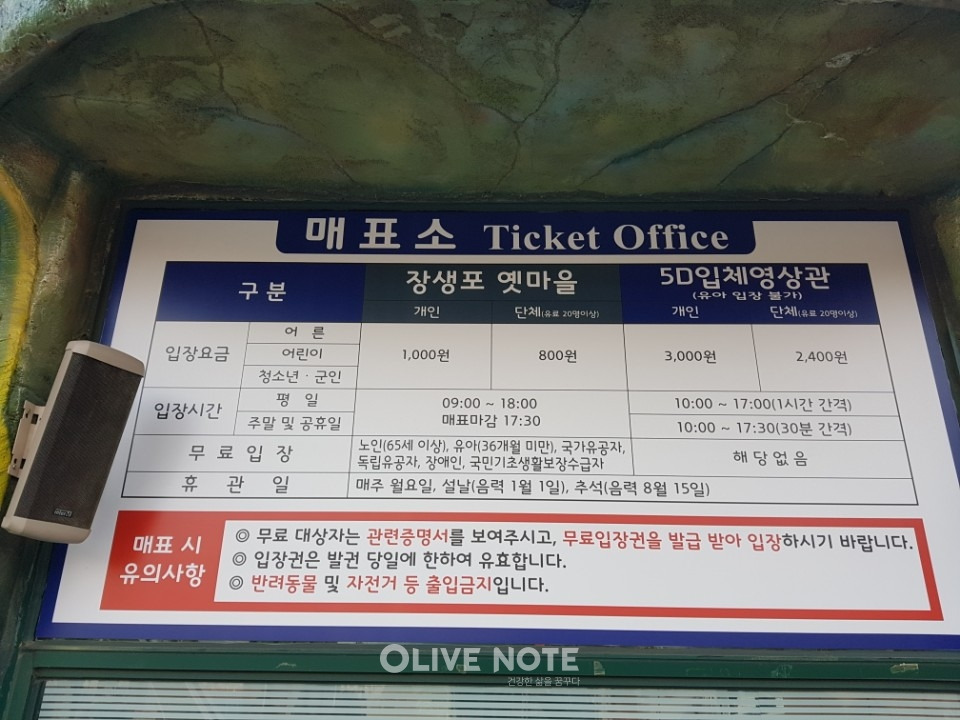 매표소 Ticket Office
구분 장생포 옛마을 5D입체영상관
(유아 입장 불가)
개인 단체(유료 20명이상) 개인 단체(유료 20명이상)
입장요금 어 른
어린이
청소년 · 군인
1,000원 800원 3,000원 2,400원
입장시간 평 일
주말 및 공휴일
09:00 ~ 18:00
매표마감 17:30
10:00 ~ 17:00(1시간 간격)
10:00 ~ 17:30(30분 간격)
무 료 입 장
노인(65세 이상), 유아(36개월 미만), 국가유공자,
독립유공자, 장애인, 국민기초생활보장수급자
해당없음
휴 관 일 매주 월요일, 설날(음력 1월 1일), 추석(음력 8월 15일)
매표 시
유의사항
◎ 무료 대상자는 관련증명서를 보여주시고, 무료입장권을 발급 받아 입장하시기 바랍니다.
◎ 입장권은 발권 당일에 한하여 유효합니다.
◎ 반려동물 및 자전거 등 출입금지입니다.
OLIVE NOTE
건강한 삶을 꿈꾸다